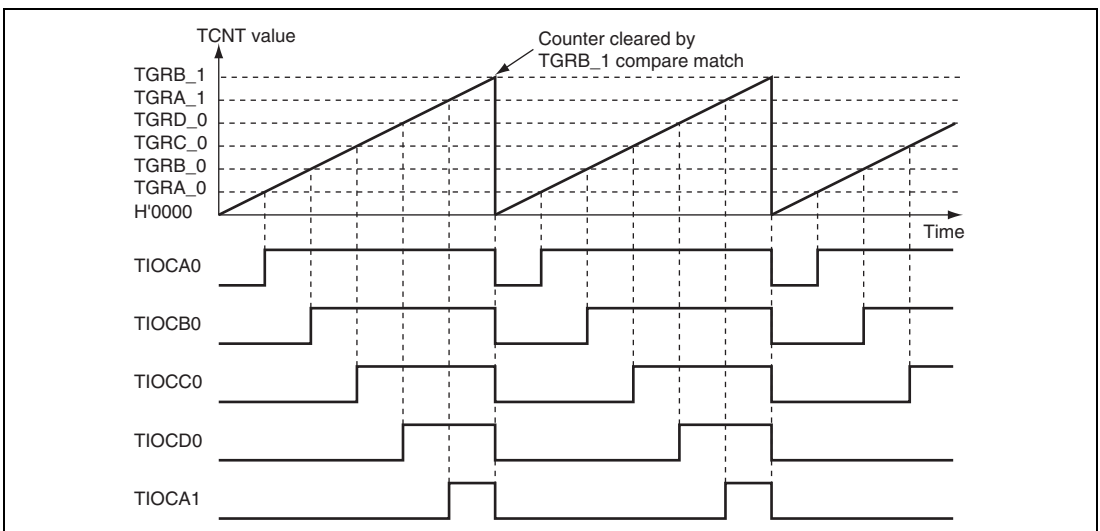 TCNT value
Counter cleared by
TGRB_1 compare match
TGRB_1
TGRA_1
TGRD_0
TGRC_0
TGRB_0
TGRA_0
H'0000
Time
TIOCA0
TIOCB0
TIOCC0
TIOCD0
TIOCA1